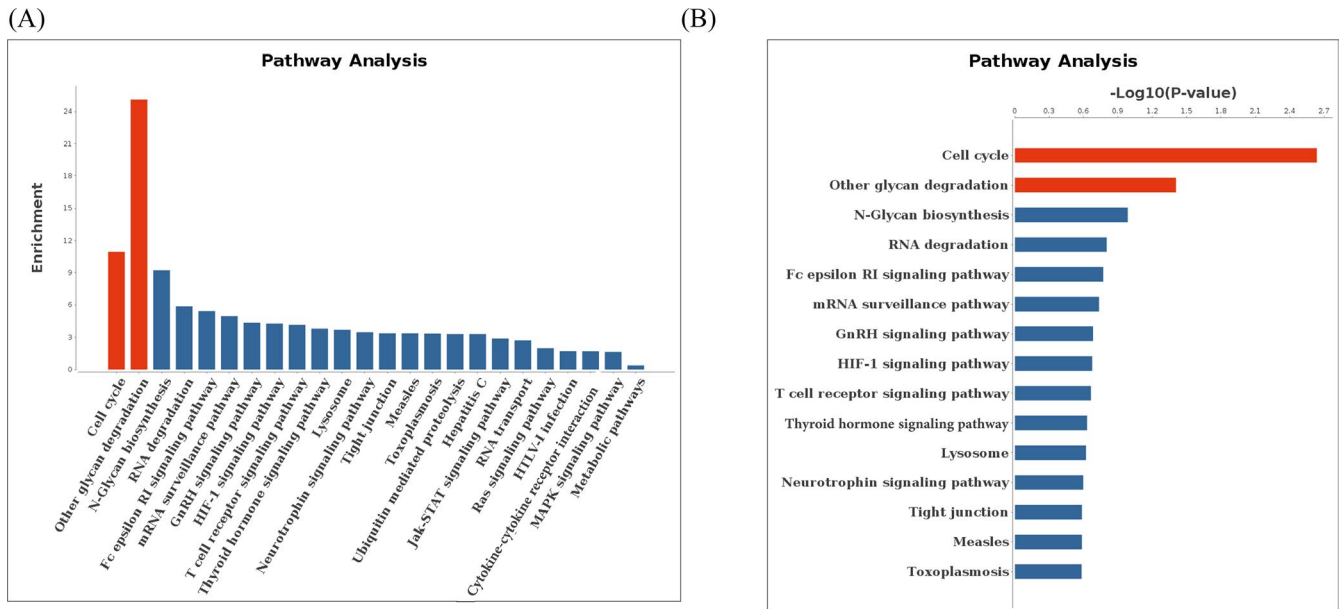 (A)
Pathway Analysis
Enrichment
24
21
18
15
12
9
6
3
0
Cell cycle
Other glycan degradation
N-Glycan biosynthesis
RNA degradation
Fc epsilon RI signaling pathway
mRNA surveillance pathway
GnRH signaling pathway
HIF-1 signaling pathway
T cell receptor signaling pathway
Thyroid hormone signaling pathway
Lysosome
Neurotrophin signaling pathway
Tight junction
Measles
Toxoplasmosis
Ubiquitin mediated proteolysis
Hepatitis C
Jak-STAT signaling pathway
RNA transport
Ras signaling pathway
HTLV-I infection
Cytokine-cytokine receptor interaction
MAPK signaling pathway
Metabolic pathways
(B)
Pathway Analysis
-Log10(P-value)
0 0.3 0.6 0.9 1.2 1.5 1.8 2.1 2.4 2.7
Cell cycle
Other glycan degradation
N-Glycan biosynthesis
RNA degradation
Fc epsilon RI signaling pathway
mRNA surveillance pathway
GnRH signaling pathway
HIF-1 signaling pathway
T cell receptor signaling pathway
Thyroid hormone signaling pathway
Lysosome
Neurotrophin signaling pathway
Tight junction
Measles
Toxoplasmosis